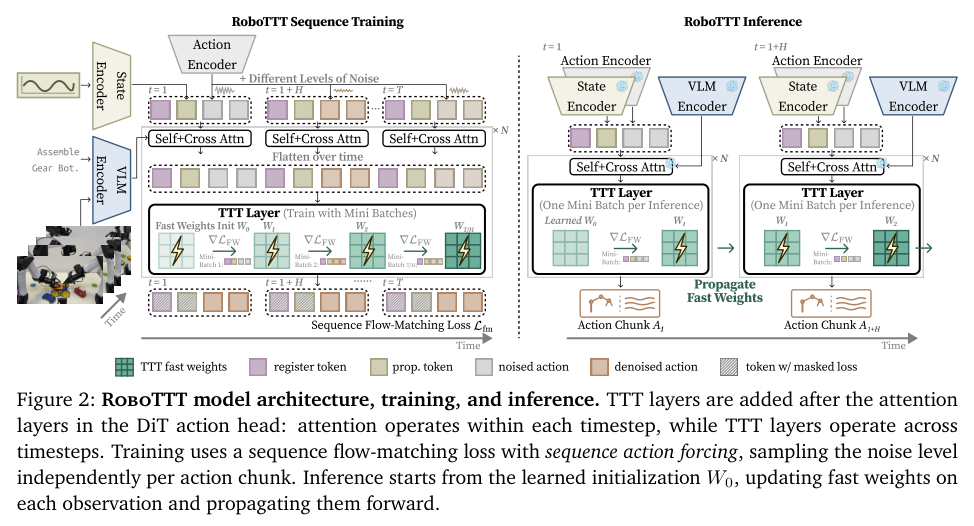 RoboTTT Sequence Training
Action
Encoder
+ Different Levels of Noise
State
Encoder
t = 1
t = 1 + H
t = T
Self+Cross Attn
Self+Cross Attn
Self+Cross Attn
× N
Flatten over time
Assemble
Gear Bot.
VLM
Encoder
TTT Layer (Train with Mini Batches)
Fast Weights Init W₀
W₁
W₂
W_T/H
∇ℒ_FW
∇ℒ_FW
∇ℒ_FW
Mini-
Batch 1:
Mini-
Batch 2:
Mini-
t = 1
t = 1 + H
......
t = T
Time
Sequence Flow-Matching Loss ℒ_fm
Time
RoboTTT Inference
t = 1
Action Encoder
State
Encoder
VLM
Encoder
Self+Cross Attn
× N
TTT Layer
(One Mini Batch per Inference)
Learned W₀
W₁
∇ℒ_FW
Mini-
Batch:
Action Chunk A₁
Propagate
Fast Weights
t = 1+H
Action Encoder
State
Encoder
VLM
Encoder
Self+Cross Attn
× N
TTT Layer
(One Mini Batch per Inference)
W₁
W₂
∇ℒ_FW
Mini-
Batch:
Action Chunk A₁₊H
Time
TTT fast weights
register token
prop. token
noised action
denoised action
token w/ masked loss
Figure 2: ROBOTTT model architecture, training, and inference. TTT layers are added after the attention
layers in the DiT action head: attention operates within each timestep, while TTT layers operate across
timesteps. Training uses a sequence flow-matching loss with sequence action forcing, sampling the noise level
independently per action chunk. Inference starts from the learned initialization W₀, updating fast weights on
each observation and propagating them forward.